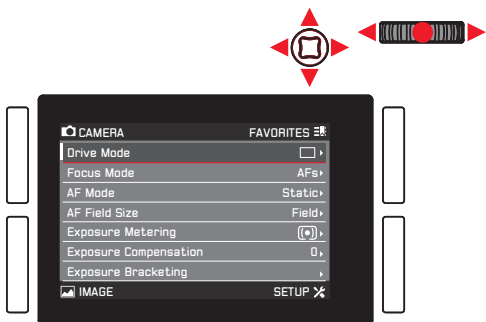 CAMERA FAVORITES
Drive Mode
Focus Mode AFs
AF Mode Static
AF Field Size Field
Exposure Metering
Exposure Compensation 0
Exposure Bracketing
IMAGE SETUP